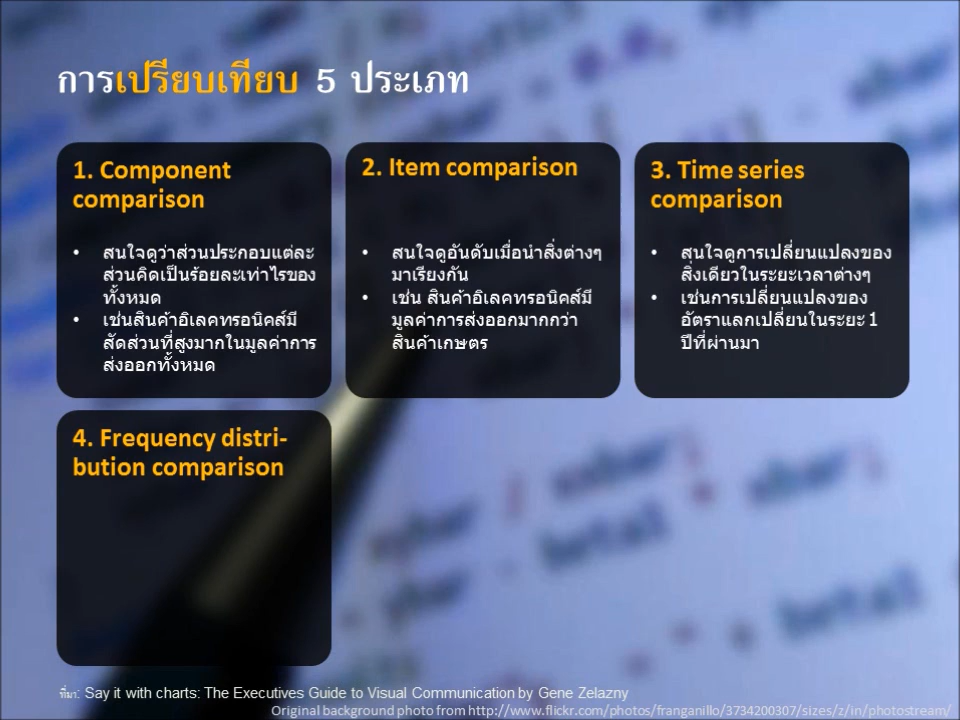 การเปรียบเทียบ 5 ประเภท
1. Component
comparison
• สนใจดูว่าส่วนประกอบแต่ละ
ส่วนคิดเป็นร้อยละเท่าไรของ
ทั้งหมด
• เช่นสินค้าอิเลคทรอนิคส์มี
สัดส่วนที่สูงมากในมูลค่าการ
ส่งออกทั้งหมด
2. Item comparison
• สนใจดูอันดับเมื่อนำสิ่งต่างๆ
มาเรียงกัน
• เช่น สินค้าอิเลคทรอนิคส์มี
มูลค่าการส่งออกมากกว่า
สินค้าเกษตร
3. Time series
comparison
• สนใจดูการเปลี่ยนแปลงของ
สิ่งเดียวในระยะเวลาต่างๆ
• เช่นการเปลี่ยนแปลงของ
อัตราแลกเปลี่ยนในระยะ 1
ปีที่ผ่านมา
4. Frequency distri-
bution comparison
ที่มา: Say it with charts: The Executives Guide to Visual Communication by Gene Zelazny
Original background photo from http://www.flickr.com/photos/franganillo/3734200307/sizes/z/in/photostream/